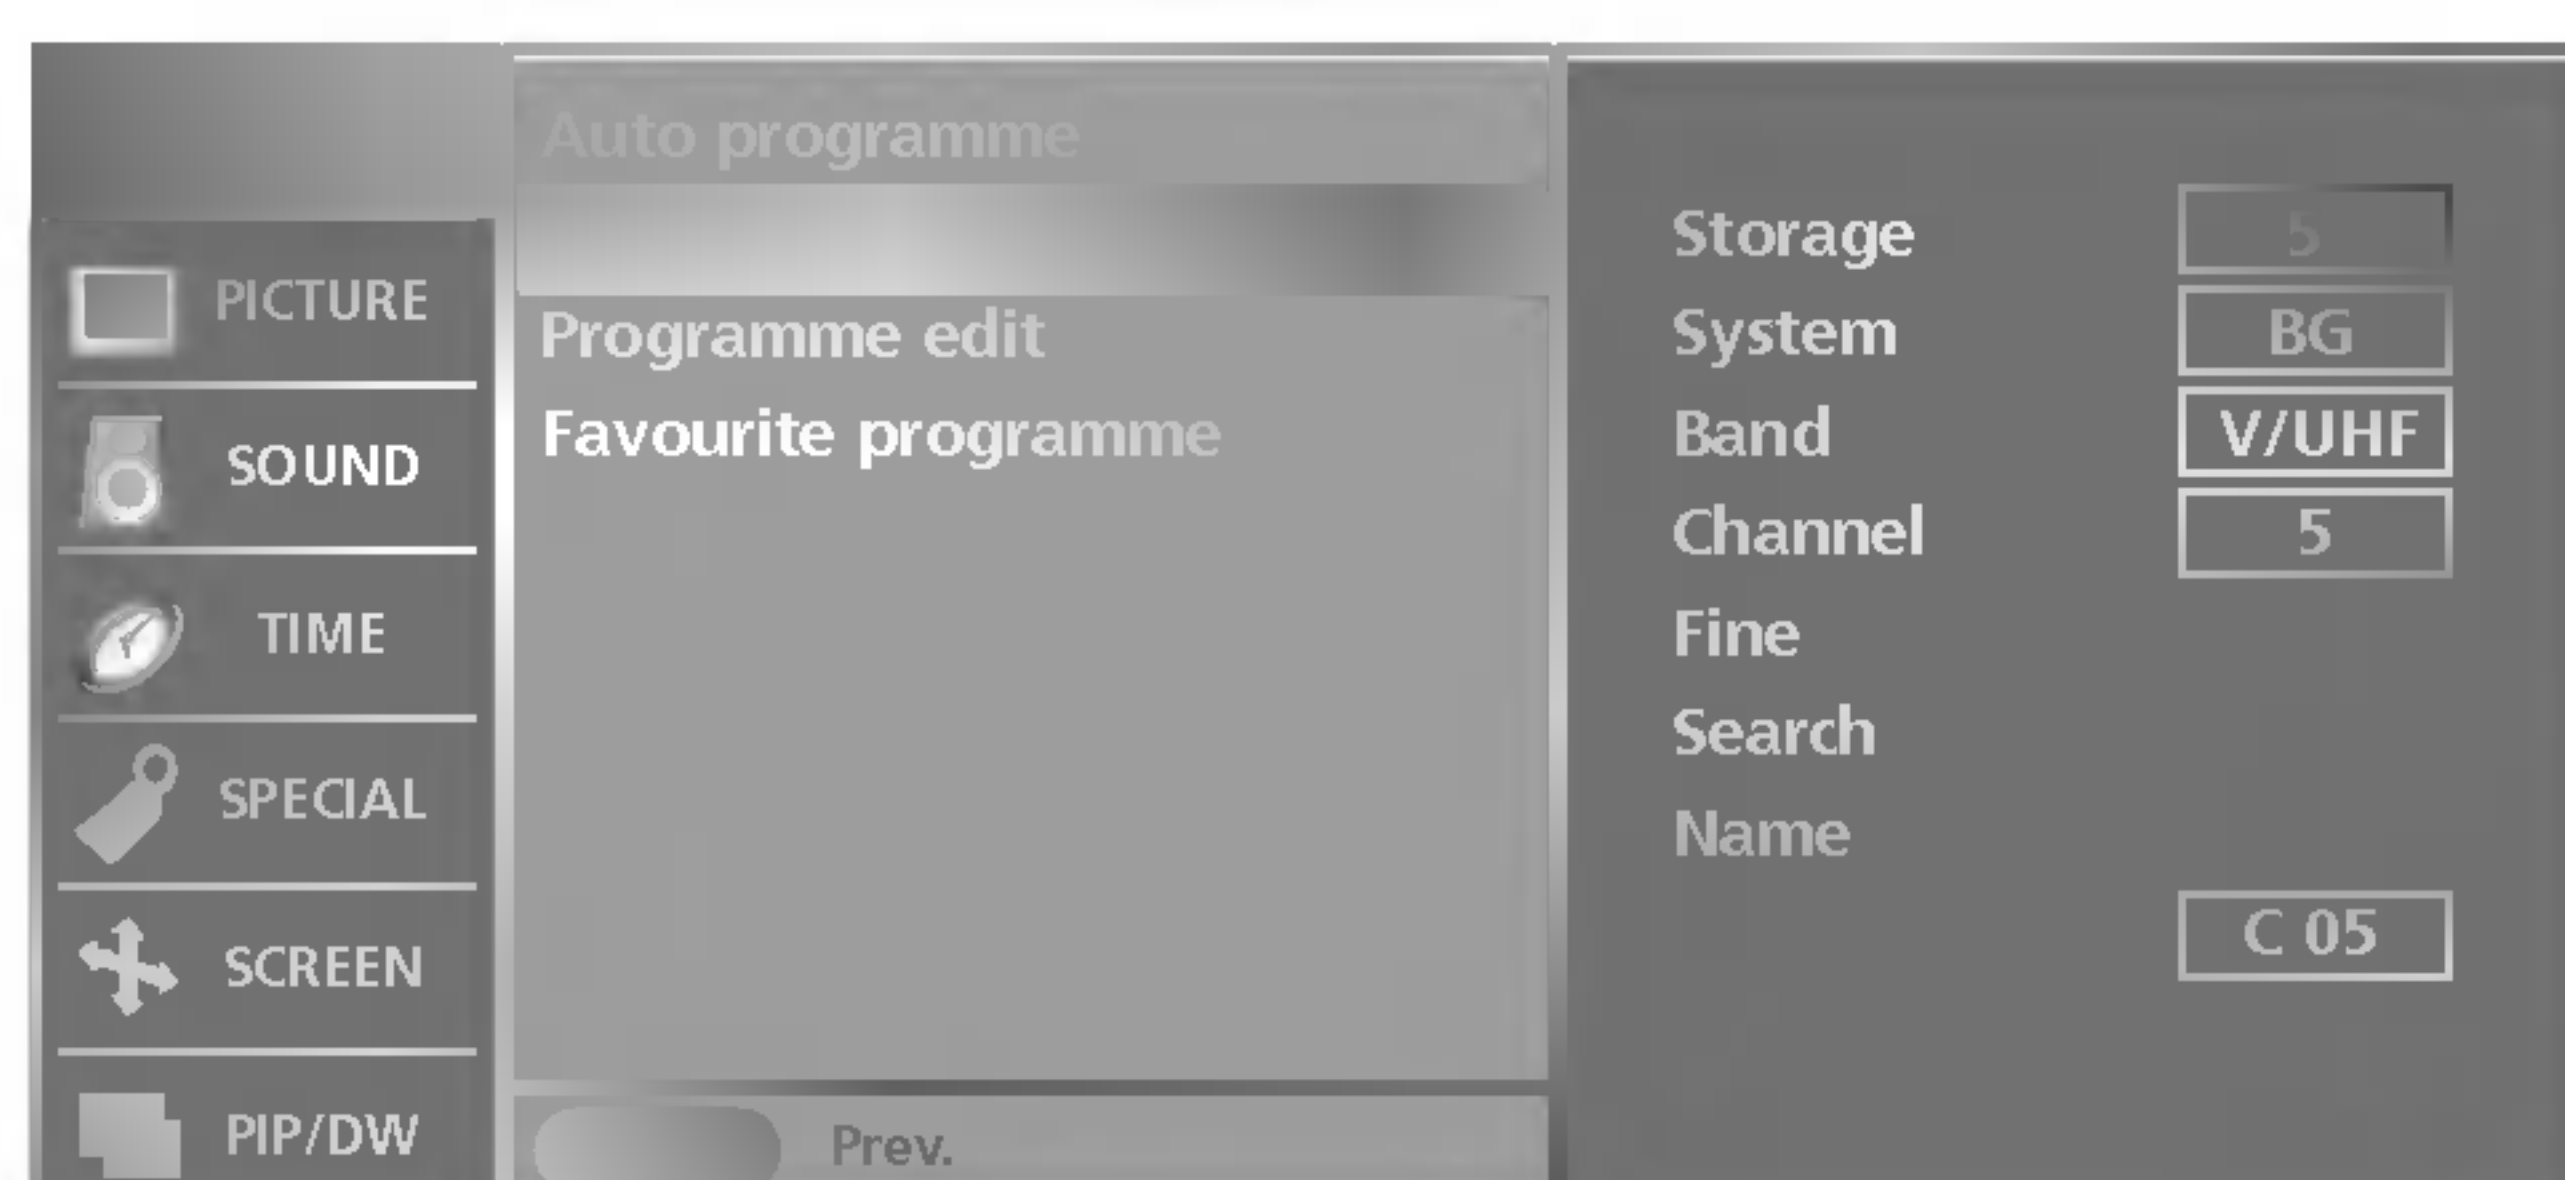 PICTURE
SOUND
TIME
SPECIAL
SCREEN
PIP/DW
Auto programme
Programme edit
Favourite programme
Prev.
Storage 5
System BG
Band V/UHF
Channel 5
Fine
Search
Name
C 05